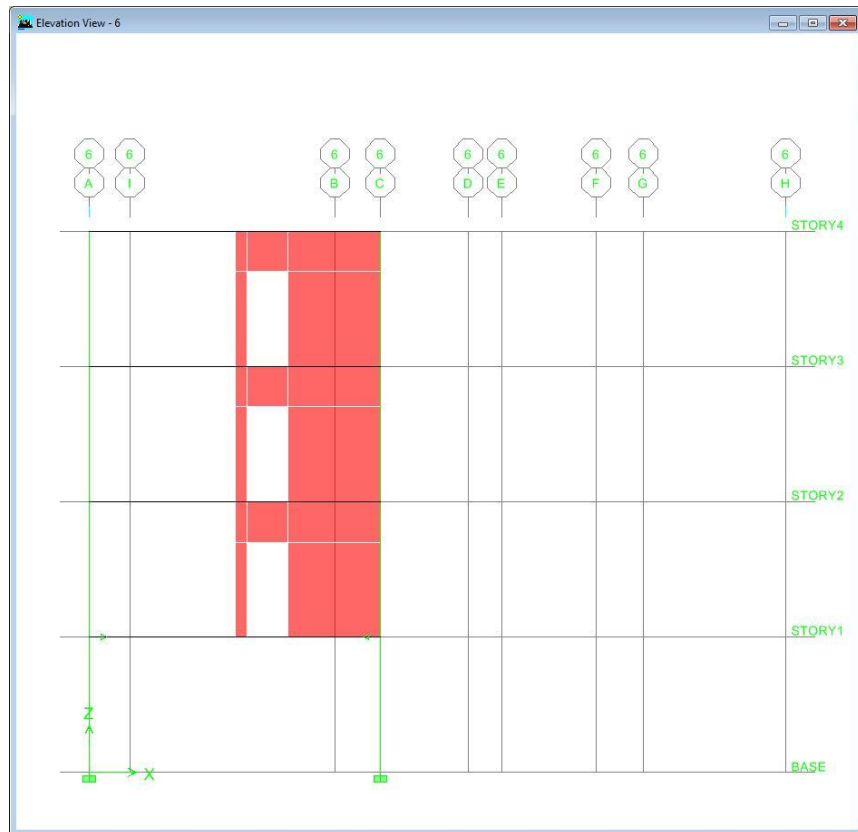 Elevation View - 6
6 6 6 6 6 6 6 6 6
A I B C D E F G H
STORY4
STORY3
STORY2
STORY1
Z
X
BASE